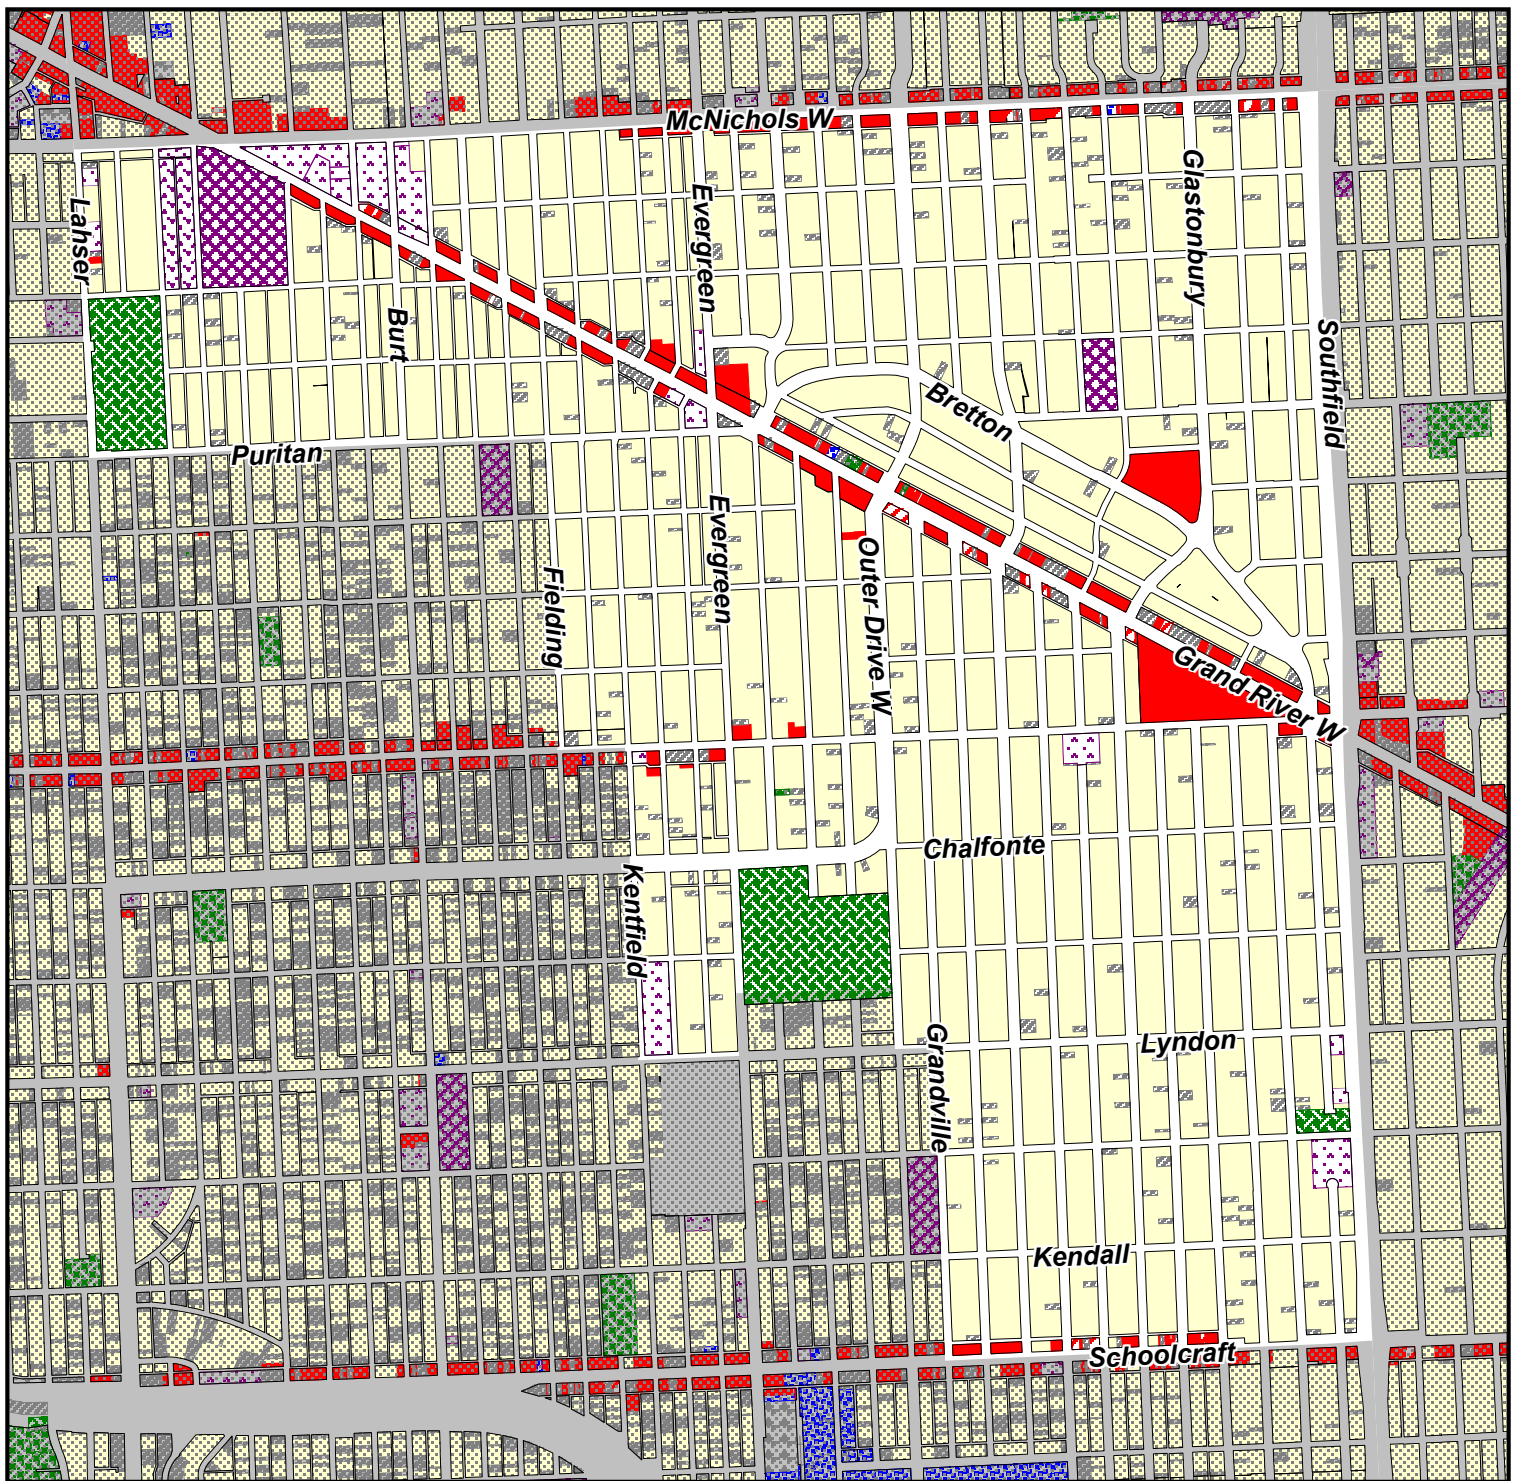 McNichols W
Glastonbury
Evergreen
Lahser
Burt
Southfield
Bretton
Puritan
Evergreen
Outer Drive W
Fielding
Grand River W
Chalfonte
Kentfield
Grandville
Lyndon
Kendall
Schoolcraft